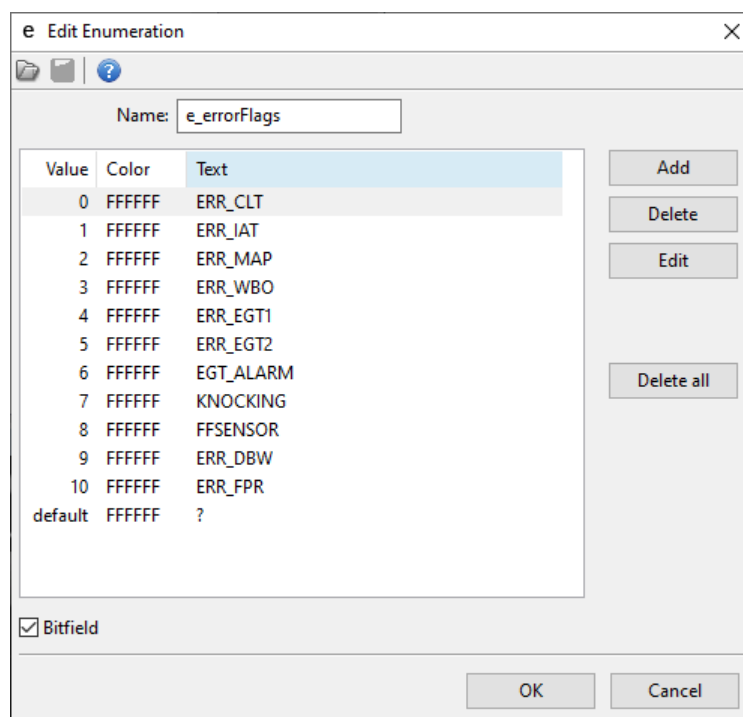 e Edit Enumeration
Name: e_errorFlags
Value Color Text
0 FFFFFF ERR_CLT
1 FFFFFF ERR_IAT
2 FFFFFF ERR_MAP
3 FFFFFF ERR_WBO
4 FFFFFF ERR_EGT1
5 FFFFFF ERR_EGT2
6 FFFFFF EGT_ALARM
7 FFFFFF KNOCKING
8 FFFFFF FFSENSOR
9 FFFFFF ERR_DBW
10 FFFFFF ERR_FPR
default FFFFFF ?
Add
Delete
Edit
Delete all
Bitfield
OK Cancel